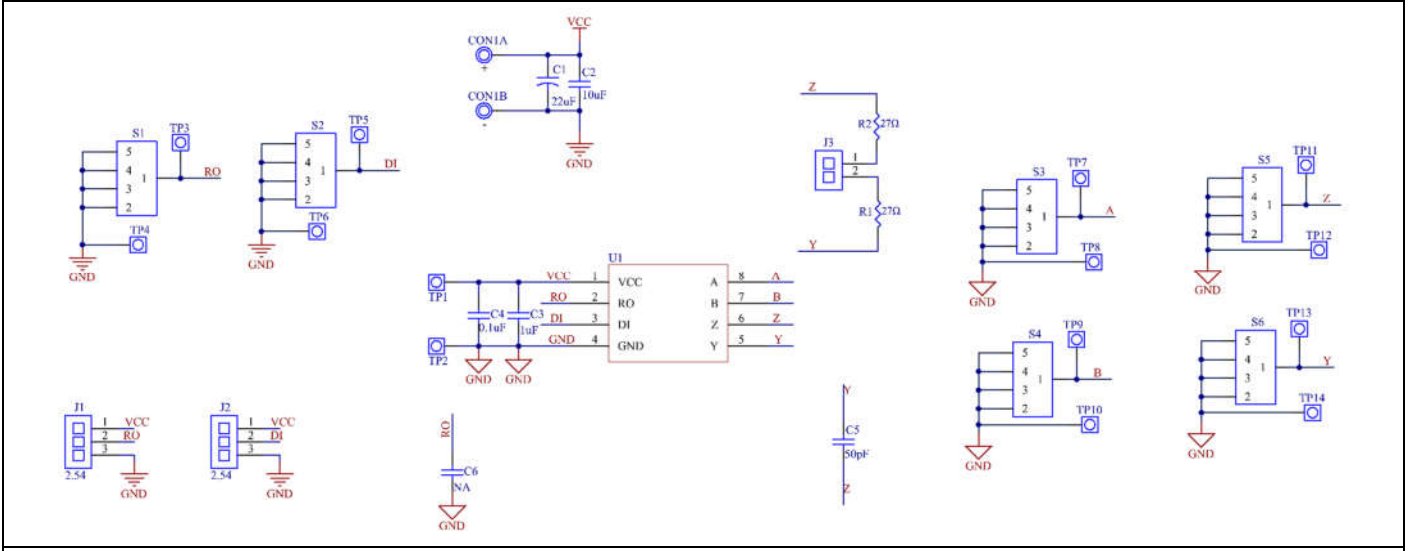 VCC
CON1A
+
C1
22uF
C2
10uF
CON1B
-
GND
S1
TP3
5
4
3
2
1
RO
TP4
GND
S2
TP5
5
4
3
2
1
DI
TP6
GND
Z
R2
27Ω
J3
1
2
R1
27Ω
Y
S3
TP7
5
4
3
2
1
A
TP8
GND
S5
TP11
5
4
3
2
1
Z
TP12
GND
U1
TP1
VCC
1
VCC
A
8
A
C4
0.1uF
C3
1uF
RO
2
RO
B
7
B
DI
3
DI
Z
6
Z
TP2
GND
4
GND
Y
5
Y
GND
GND
S4
TP9
5
4
3
2
1
B
TP10
GND
S6
TP13
5
4
3
2
1
Y
TP14
GND
J1
1
VCC
2
RO
3
2.54
GND
J2
1
VCC
2
DI
3
2.54
GND
RO
C6
NA
GND
Y
C5
50pF
Z